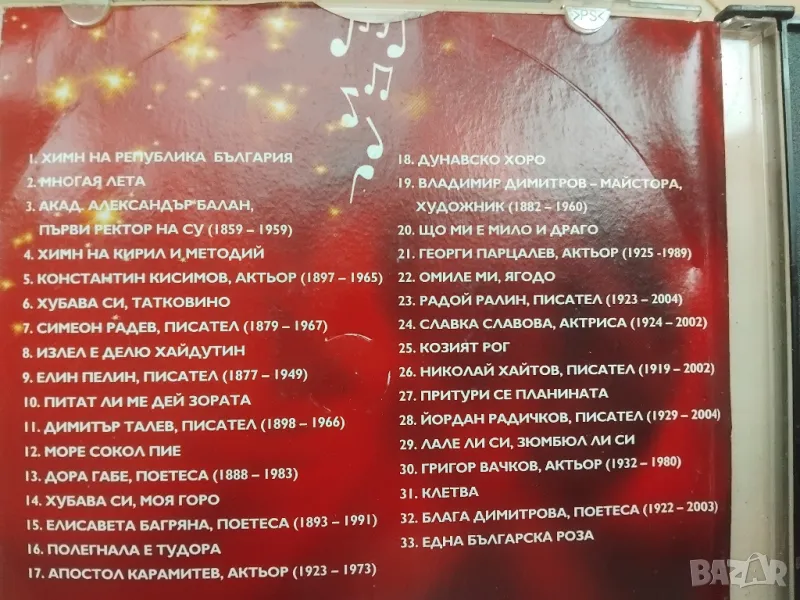 >PS<
1. ХИМН НА РЕПУБЛИКА БЪЛГАРИЯ
2. МНОГАЯ ЛЕТА
3. АКАД. АЛЕКСАНДЪР БАЛАН,
ПЪРВИ РЕКТОР НА СУ (1859 – 1959)
4. ХИМН НА КИРИЛ И МЕТОДИЙ
5. КОНСТАНТИН КИСИМОВ, АКТЬОР (1897 – 1965)
6. ХУБАВА СИ, ТАТКОВИНО
7. СИМЕОН РАДЕВ, ПИСАТЕЛ (1879 – 1967)
8. ИЗЛЕЛ Е ДЕЛЮ ХАЙДУТИН
9. ЕЛИН ПЕЛИН, ПИСАТЕЛ (1877 – 1949)
10. ПИТАТ ЛИ МЕ ДЕЙ ЗОРАТА
11. ДИМИТЪР ТАЛЕВ, ПИСАТЕЛ (1898 – 1966)
12. МОРЕ СОКОЛ ПИЕ
13. ДОРА ГАБЕ, ПОЕТЕСА (1888 – 1983)
14. ХУБАВА СИ, МОЯ ГОРО
15. ЕЛИСАВЕТА БАГРЯНА, ПОЕТЕСА (1893 – 1991)
16. ПОЛЕГНАЛА Е ТУДОРА
17. АПОСТОЛ КАРАМИТЕВ, АКТЬОР (1923 – 1973)
18. ДУНАВСКО ХОРО
19. ВЛАДИМИР ДИМИТРОВ – МАЙСТОРА,
ХУДОЖНИК (1882 – 1960)
20. ЩО МИ Е МИЛО И ДРАГО
21. ГЕОРГИ ПАРЦАЛЕВ, АКТЬОР (1925 -1989)
22. ОМИЛЕ МИ, ЯГОДО
23. РАДОЙ РАЛИН, ПИСАТЕЛ (1923 – 2004)
24. СЛАВКА СЛАВОВА, АКТРИСА (1924 – 2002)
25. КОЗИЯТ РОГ
26. НИКОЛАЙ ХАЙТОВ, ПИСАТЕЛ (1919 – 2002)
27. ПРИТУРИ СЕ ПЛАНИНАТА
28. ЙОРДАН РАДИЧКОВ, ПИСАТЕЛ (1929 – 2004)
29. ЛАЛЕ ЛИ СИ, ЗЮМБЮЛ ЛИ СИ
30. ГРИГОР ВАЧКОВ, АКТЬОР (1932 – 1980)
31. КЛЕТВА
32. БЛАГА ДИМИТРОВА, ПОЕТЕСА (1922 – 2003)
33. ЕДНА БЪЛГАРСКА РОЗА
BAZAR